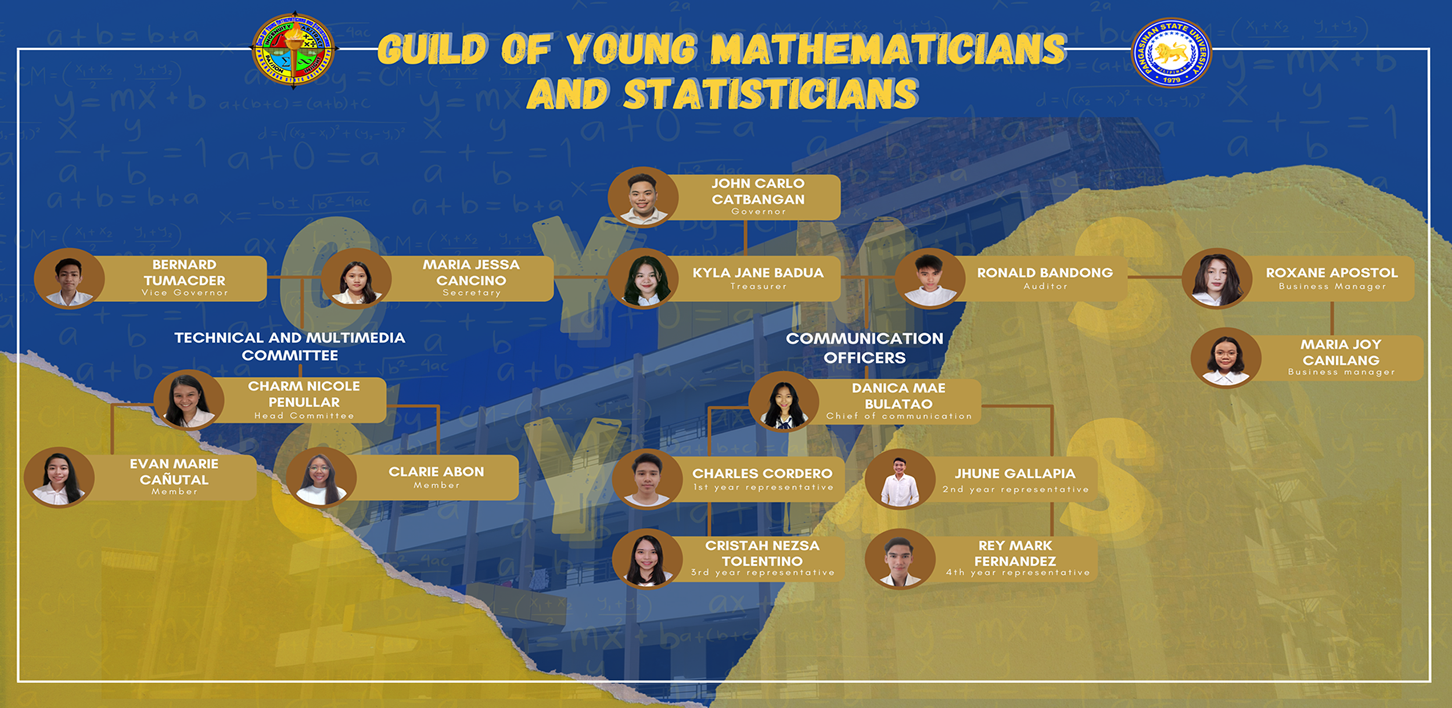 GUILD OF YOUNG MATHEMATICIANS
AND STATISTICIANS
PANGASINAN STATE UNIVERSITY
1979
JOHN CARLO
CATBANGAN
Governor
BERNARD
TUMACDER
Vice Governor
MARIA JESSA
CANCINO
Secretary
KYLA JANE BADUA
Treasurer
RONALD BANDONG
Auditor
ROXANE APOSTOL
Business Manager
MARIA JOY
CANILANG
Business manager
TECHNICAL AND MULTIMEDIA
COMMITTEE
CHARM NICOLE
PENULLAR
Head Committee
EVAN MARIE
CAÑUTAL
Member
CLARIE ABON
Member
COMMUNICATION
OFFICERS
DANICA MAE
BULATAO
Chief of communication
CHARLES CORDERO
1st year representative
JHUNE GALLAPIA
2nd year representative
CRISTAH NEZSA
TOLENTINO
3rd year representative
REY MARK
FERNANDEZ
4th year representative
G Y M S
G Y M S